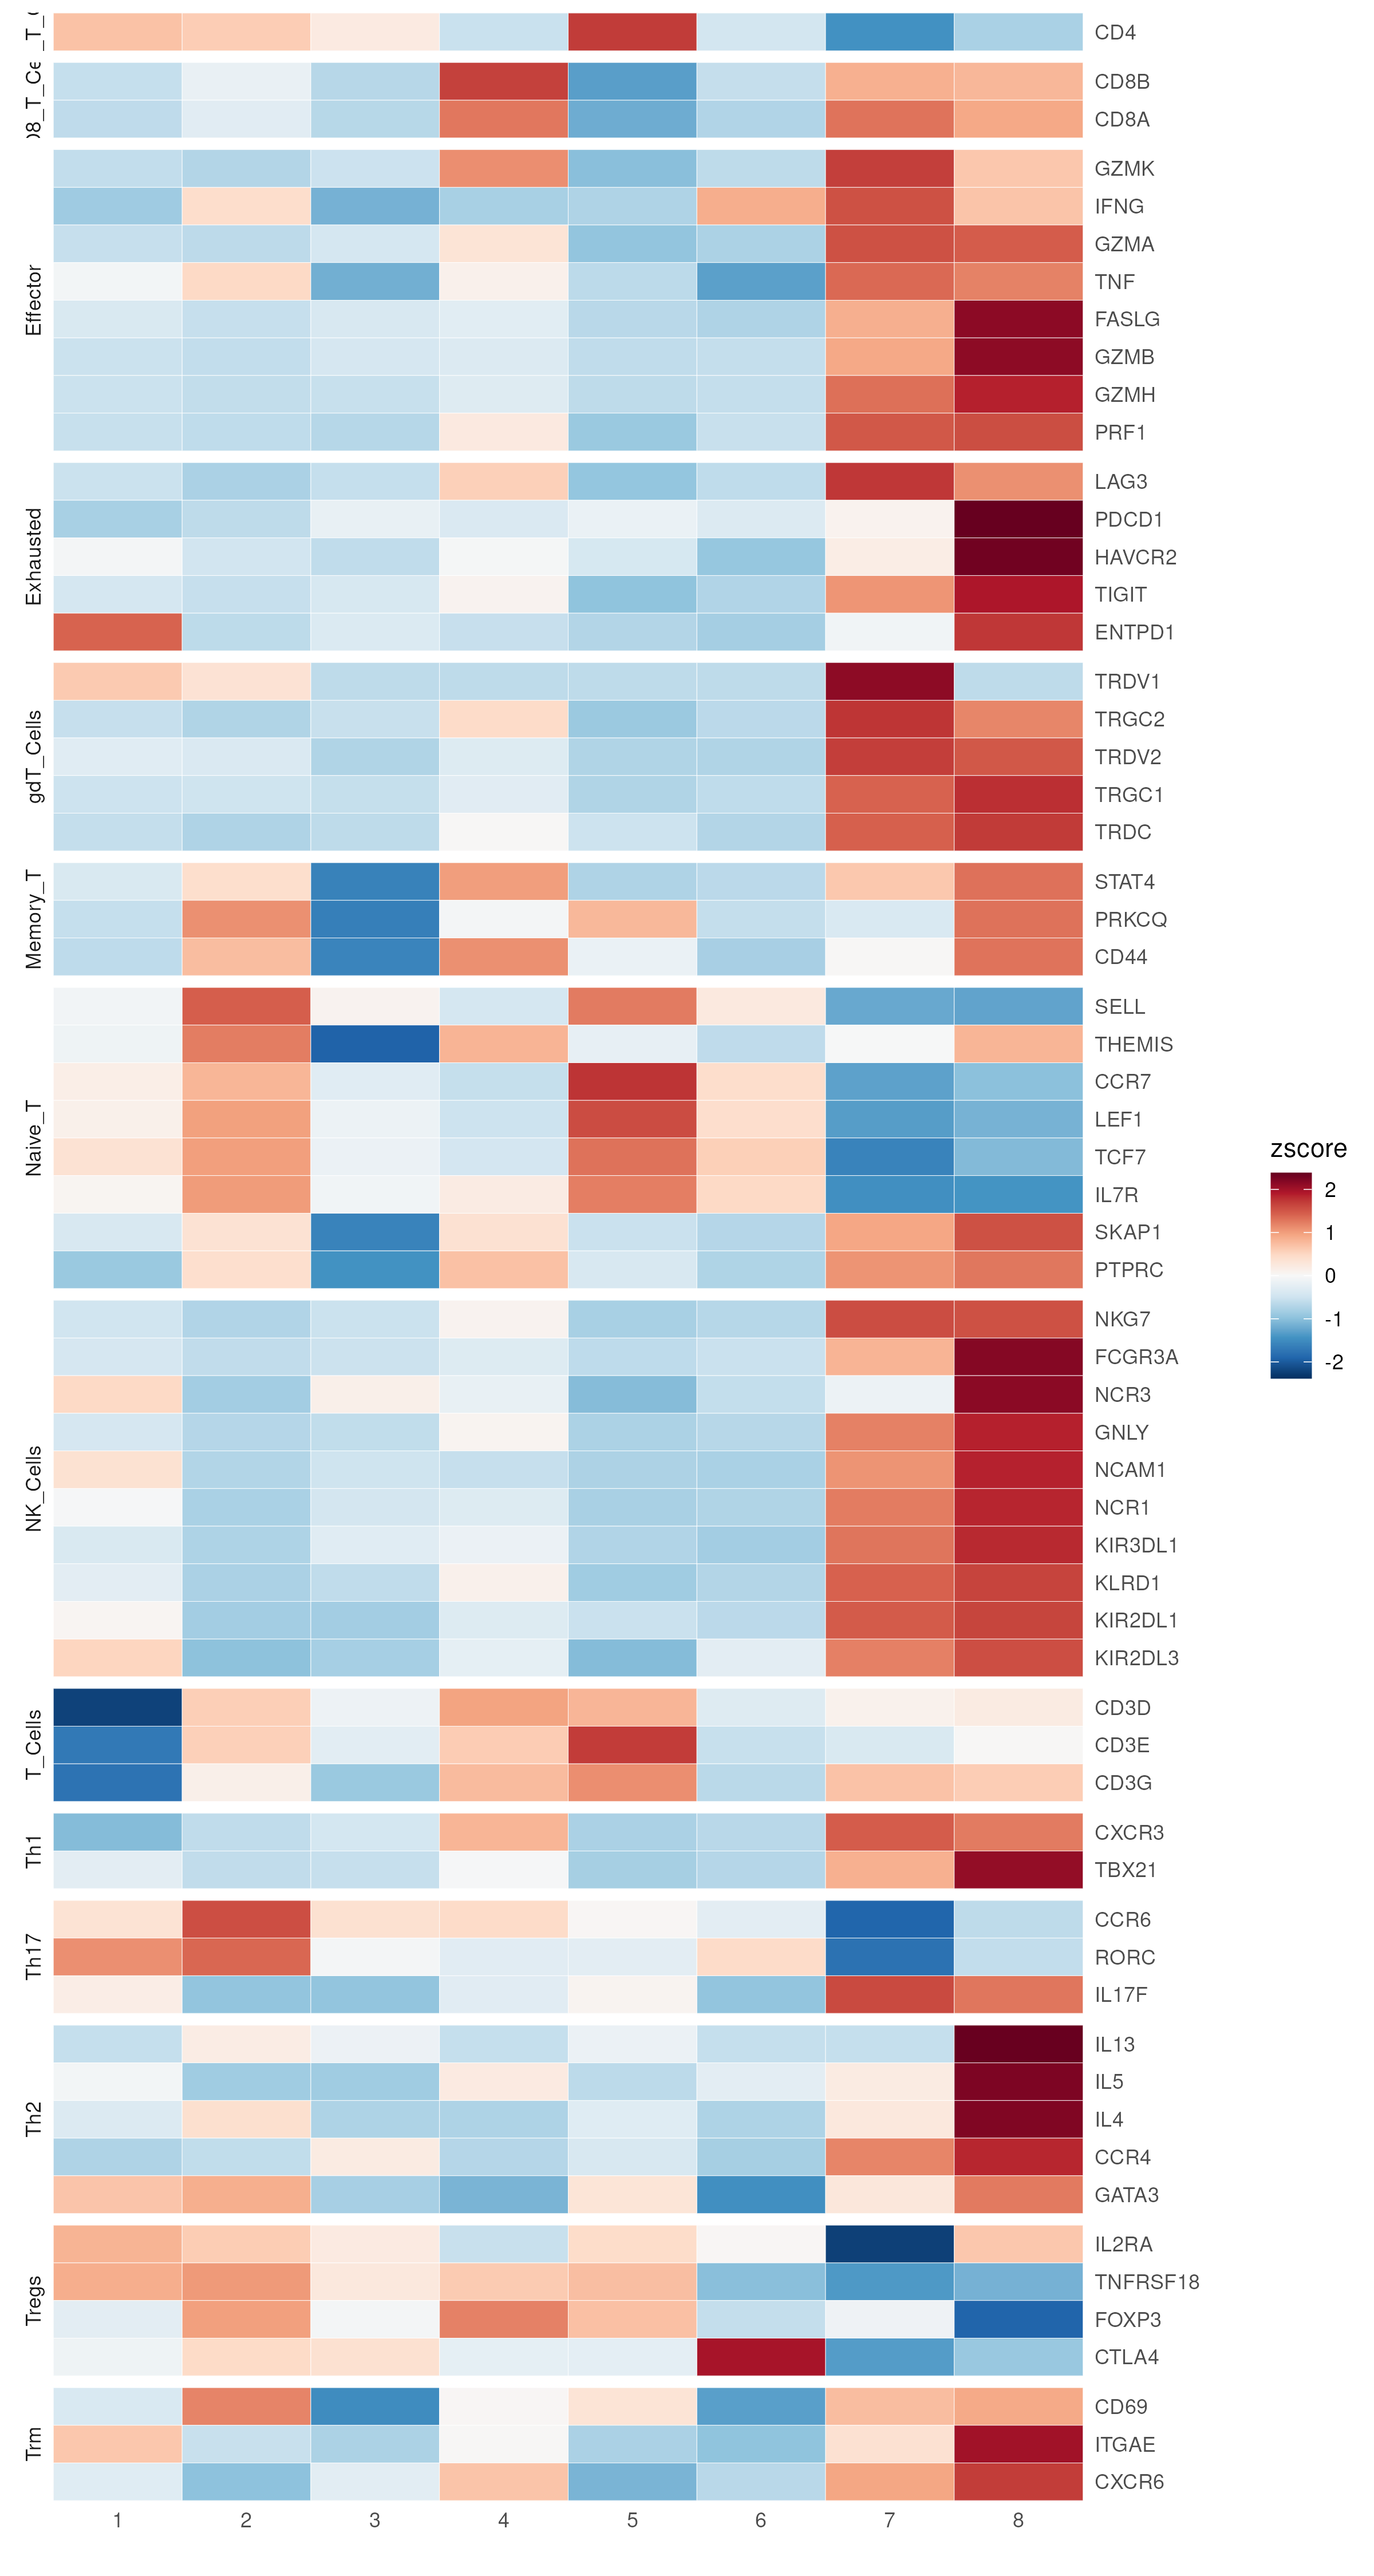 CD4
CD8B
CD8A
Effector
GZMK
IFNG
GZMA
TNF
FASLG
GZMB
GZMH
PRF1
Exhausted
LAG3
PDCD1
HAVCR2
TIGIT
ENTPD1
gdT_Cells
TRDV1
TRGC2
TRDV2
TRGC1
TRDC
Memory_T
STAT4
PRKCQ
CD44
Naive_T
SELL
THEMIS
CCR7
LEF1
TCF7
IL7R
SKAP1
PTPRC
NK_Cells
NKG7
FCGR3A
NCR3
GNLY
NCAM1
NCR1
KIR3DL1
KLRD1
KIR2DL1
KIR2DL3
T_Cells
CD3D
CD3E
CD3G
Th1
CXCR3
TBX21
Th17
CCR6
RORC
IL17F
Th2
IL13
IL5
IL4
CCR4
GATA3
Tregs
IL2RA
TNFRSF18
FOXP3
CTLA4
Trm
CD69
ITGAE
CXCR6
1 2 3 4 5 6 7 8
zscore
2
1
0
-1
-2